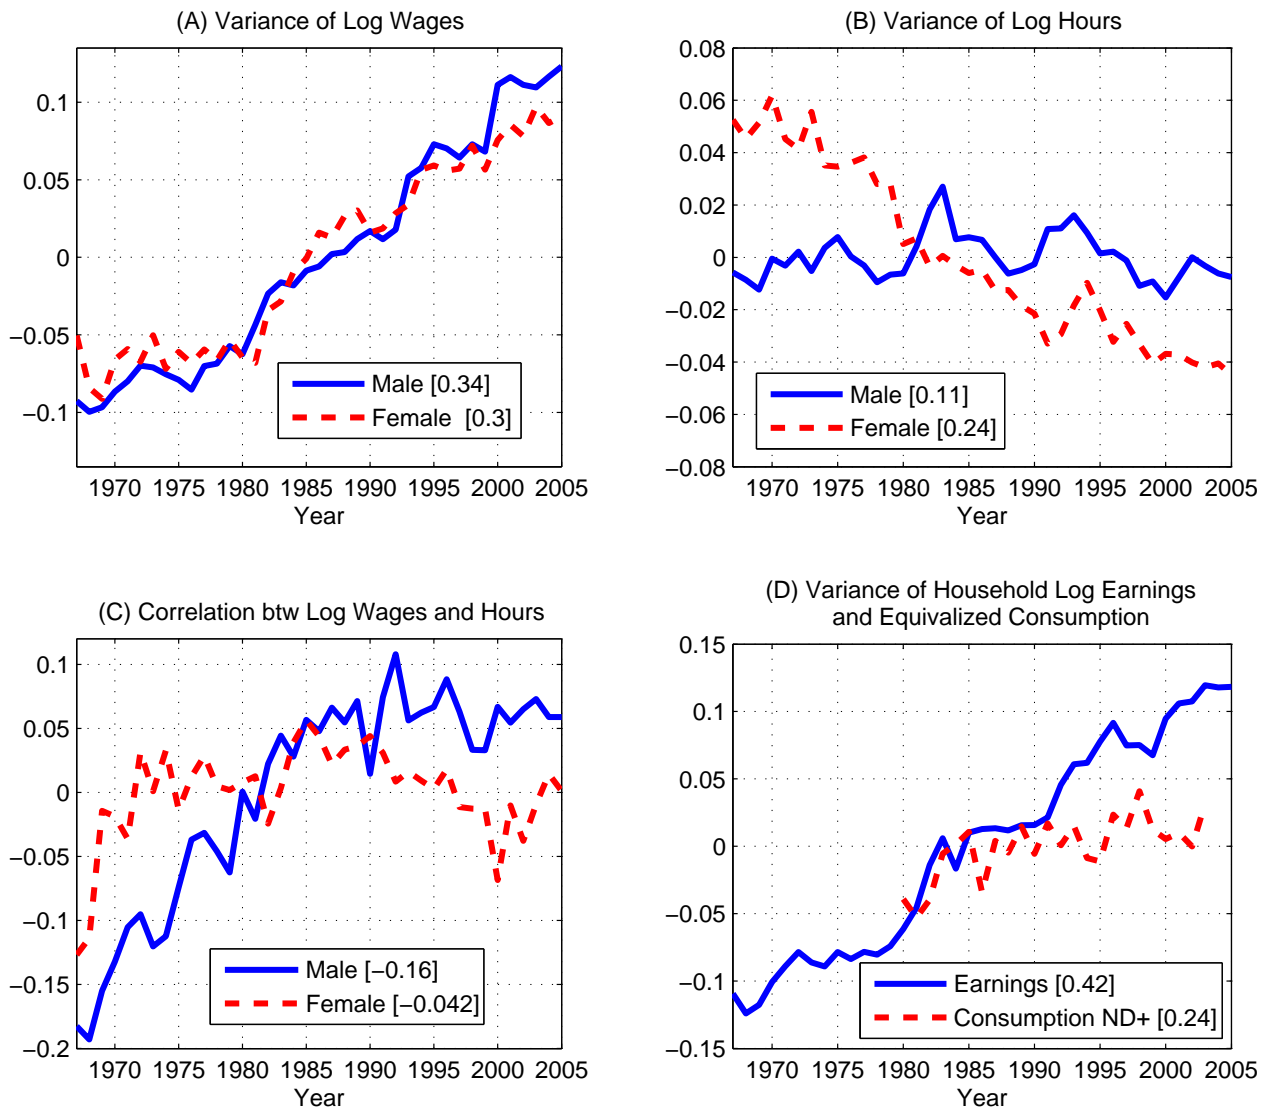 (A) Variance of Log Wages
0.1
0.05
0
−0.05
−0.1
Male [0.34]
Female [0.3]
1970 1975 1980 1985 1990 1995 2000 2005
Year
(B) Variance of Log Hours
0.08
0.06
0.04
0.02
0
−0.02
−0.04
−0.06
−0.08
Male [0.11]
Female [0.24]
1970 1975 1980 1985 1990 1995 2000 2005
Year
(C) Correlation btw Log Wages and Hours
0.1
0.05
0
−0.05
−0.1
−0.15
−0.2
Male [−0.16]
Female [−0.042]
1970 1975 1980 1985 1990 1995 2000 2005
Year
(D) Variance of Household Log Earnings
and Equivalized Consumption
0.15
0.1
0.05
0
−0.05
−0.1
−0.15
Earnings [0.42]
Consumption ND+ [0.24]
1970 1975 1980 1985 1990 1995 2000 2005
Year